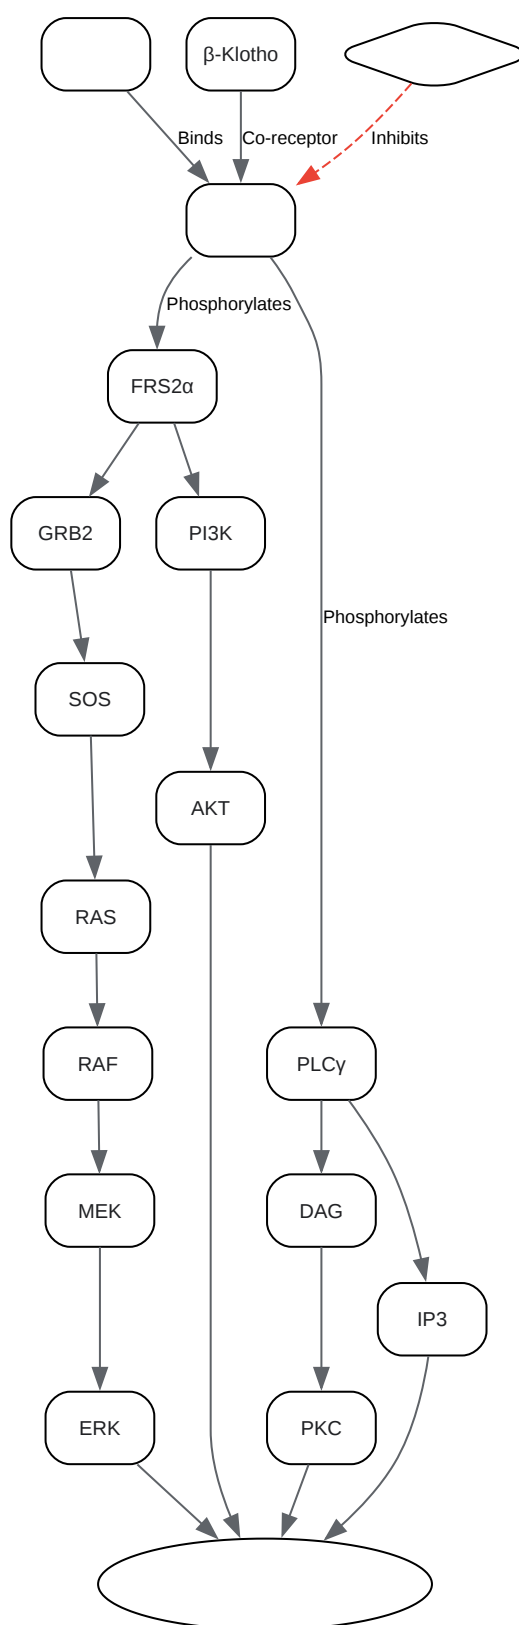 β-Klotho
Binds
Co-receptor
Inhibits
Phosphorylates
FRS2α
GRB2
PI3K
Phosphorylates
SOS
AKT
RAS
RAF
PLCγ
MEK
DAG
IP3
ERK
PKC